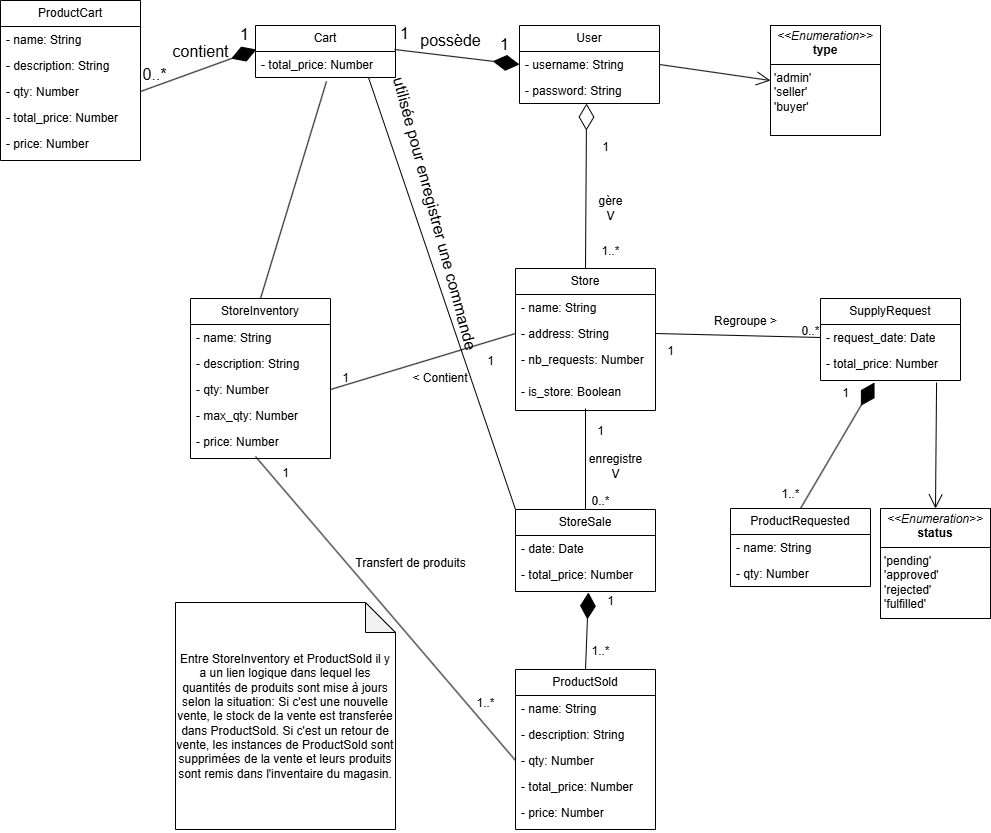 ProductCart
- name: String
- description: String
- qty: Number
- total_price: Number
- price: Number
contient
1
0..*
Cart
- total_price: Number
1
possède
1
User
- username: String
- password: String
<<Enumeration>>
type
'admin'
'seller'
'buyer'
utilisée pour enregistrer une commande
1
gère
V
1..*
Store
- name: String
- address: String
- nb_requests: Number
- is_store: Boolean
StoreInventory
- name: String
- description: String
- qty: Number
- max_qty: Number
- price: Number
1
< Contient
1
Regroupe >
1
0..*
SupplyRequest
- request_date: Date
- total_price: Number
1
1..*
ProductRequested
- name: String
- qty: Number
<<Enumeration>>
status
'pending'
'approved'
'rejected'
'fulfilled'
1
enregistre
V
0..*
StoreSale
- date: Date
- total_price: Number
1
1..*
ProductSold
- name: String
- description: String
- qty: Number
- total_price: Number
- price: Number
1
Transfert de produits
1..*
Entre StoreInventory et ProductSold il y
a un lien logique dans lequel les
quantités de produits sont mise à jours
selon la situation: Si c'est une nouvelle
vente, le stock de la vente est transferée
dans ProductSold. Si c'est un retour de
vente, les instances de ProductSold sont
supprimées de la vente et leurs produits
sont remis dans l'inventaire du magasin.